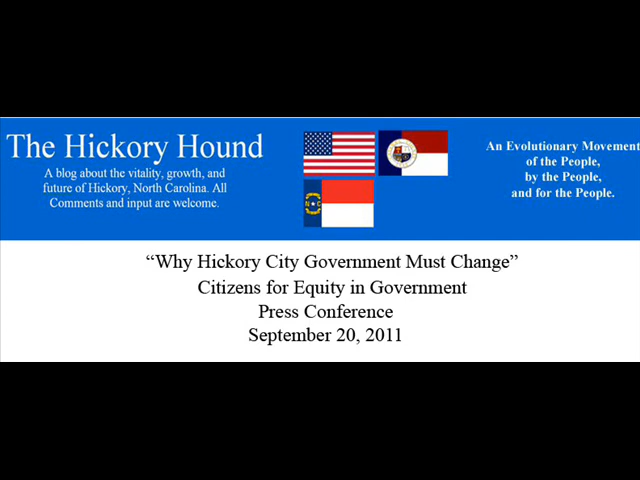 The Hickory Hound
A blog about the vitality, growth, and
future of Hickory, North Carolina. All
Comments and input are welcome.
An Evolutionary Movement
of the People,
by the People,
and for the People.
“Why Hickory City Government Must Change”
Citizens for Equity in Government
Press Conference
September 20, 2011